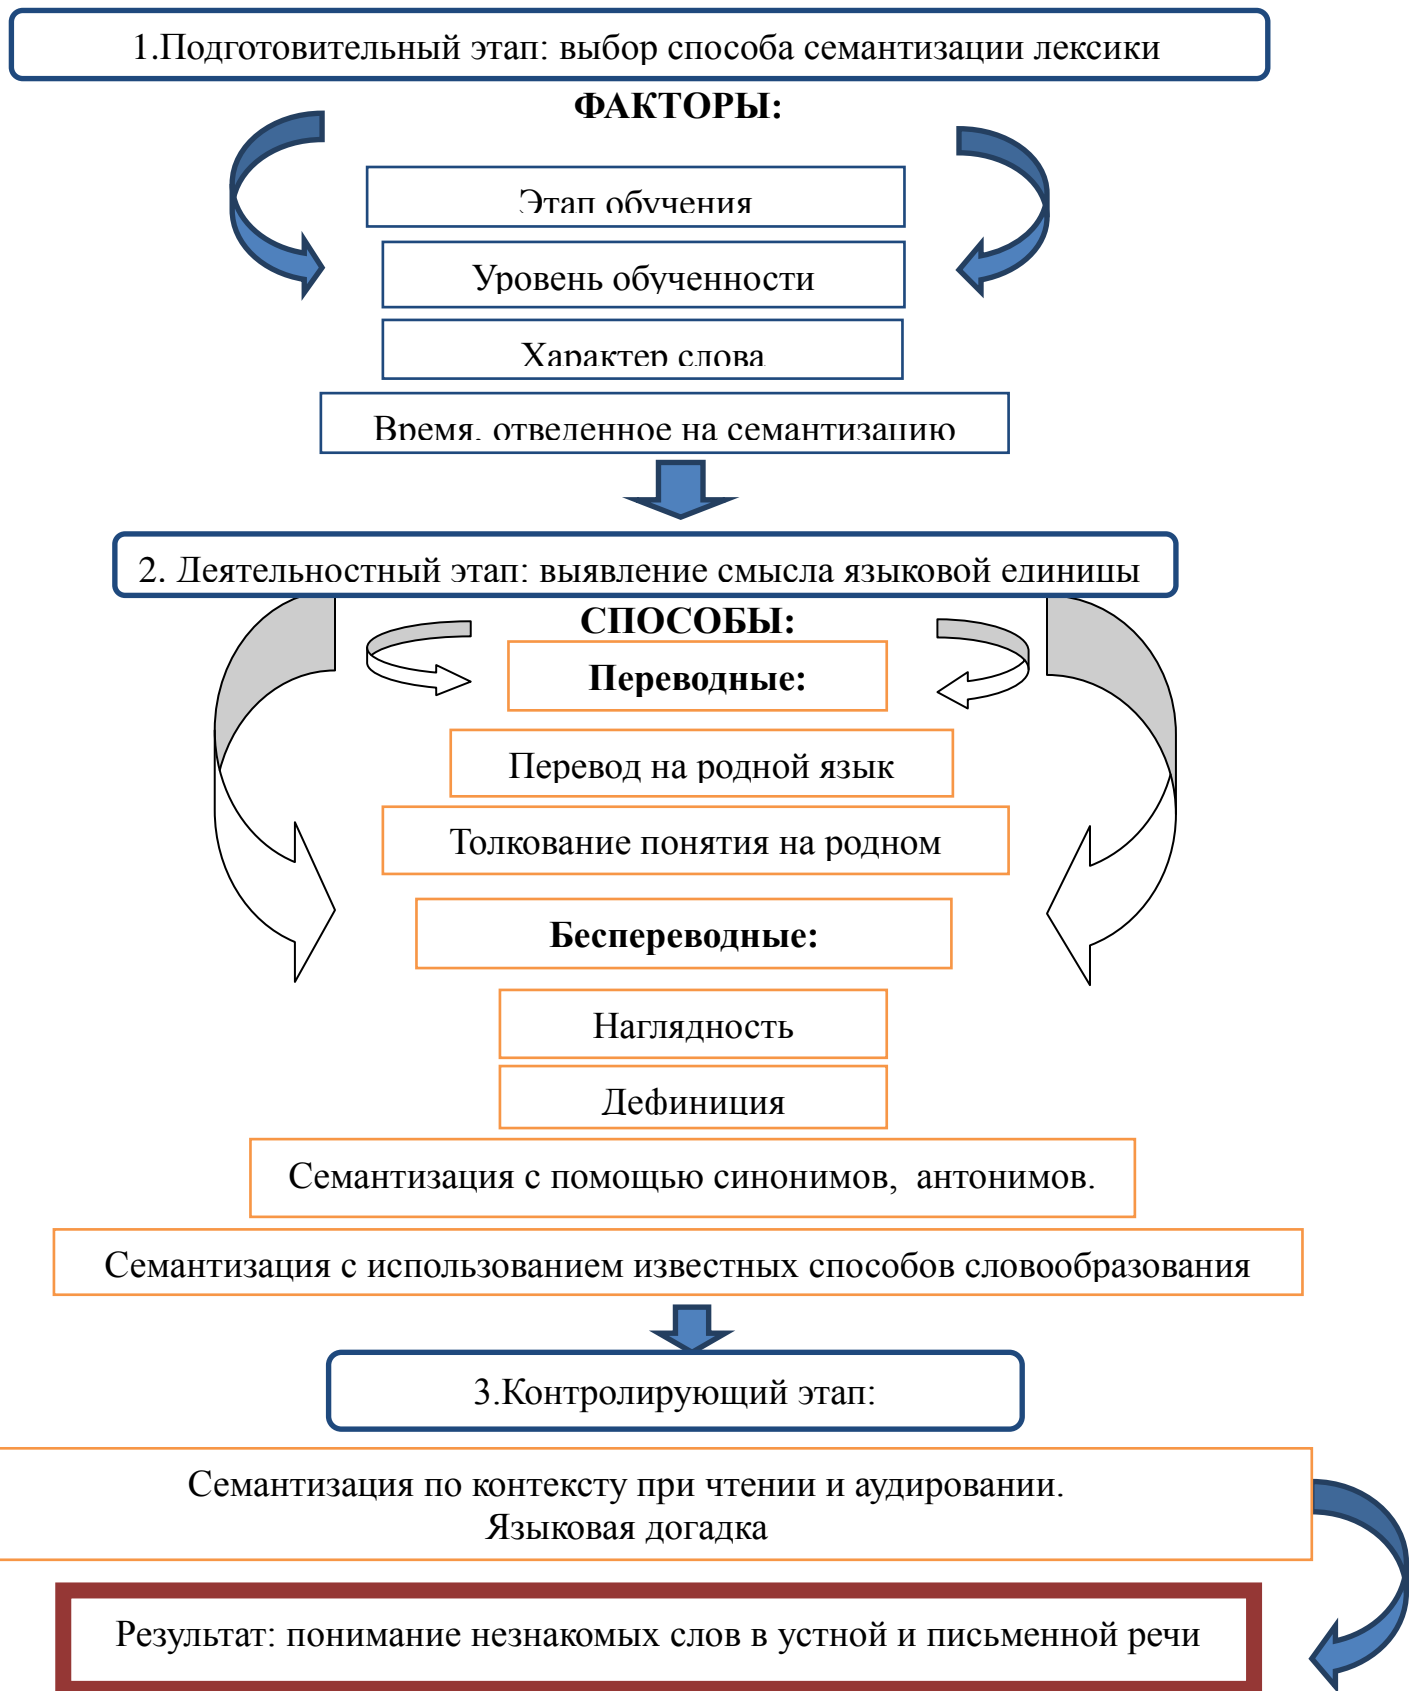 1.Подготовительный этап: выбор способа семантизации лексики
ФАКТОРЫ:
Этап обучения
Уровень обученности
Характер слова
Время, отведенное на семантизацию
2. Деятельностный этап: выявление смысла языковой единицы
СПОСОБЫ:
Переводные:
Перевод на родной язык
Толкование понятия на родном
Беспереводные:
Наглядность
Дефиниция
Семантизация с помощью синонимов, антонимов.
Семантизация с использованием известных способов словообразования
3.Контролирующий этап:
Семантизация по контексту при чтении и аудировании.
Языковая догадка
Результат: понимание незнакомых слов в устной и письменной речи